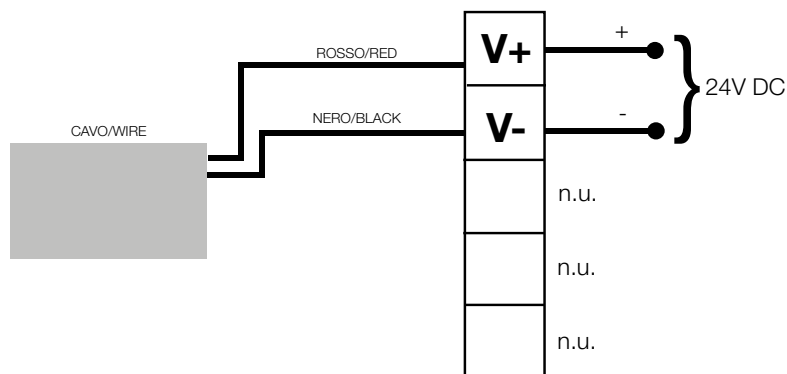 ROSSO/RED
V+
+
24V DC
CAVO/WIRE
NERO/BLACK
V-
-
n.u.
n.u.
n.u.